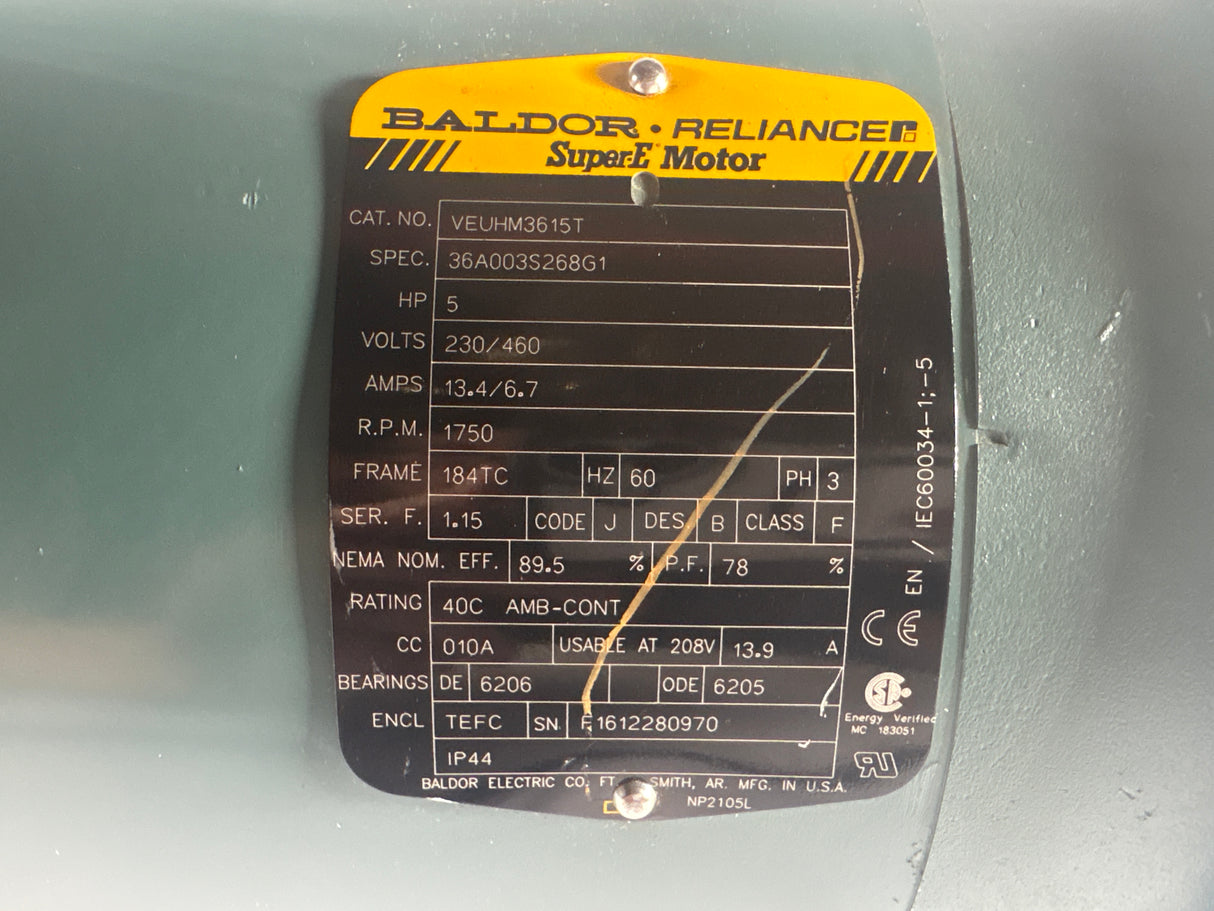 BALDOR • RELIANCE
Super-E Motor
CAT. NO. VEUHM3615T
SPEC. 36A003S268G1
HP 5
VOLTS 230/460
AMPS 13.4/6.7
R.P.M. 1750
FRAME 184TC HZ 60 PH 3
SER. F. 1.15 CODE J DES. B CLASS F
NEMA NOM. EFF. 89.5 % P.F. 78 %
RATING 40C AMB-CONT
CC 010A USABLE AT 208V 13.9 A
BEARINGS DE 6206 ODE 6205
ENCL TEFC SN. F1612280970
IP44
BALDOR ELECTRIC CO. FT. SMITH, AR. MFG. IN U.S.A.
NP2105L
EN / IEC60034-1;-5
CE
Energy Verified
MC 183051